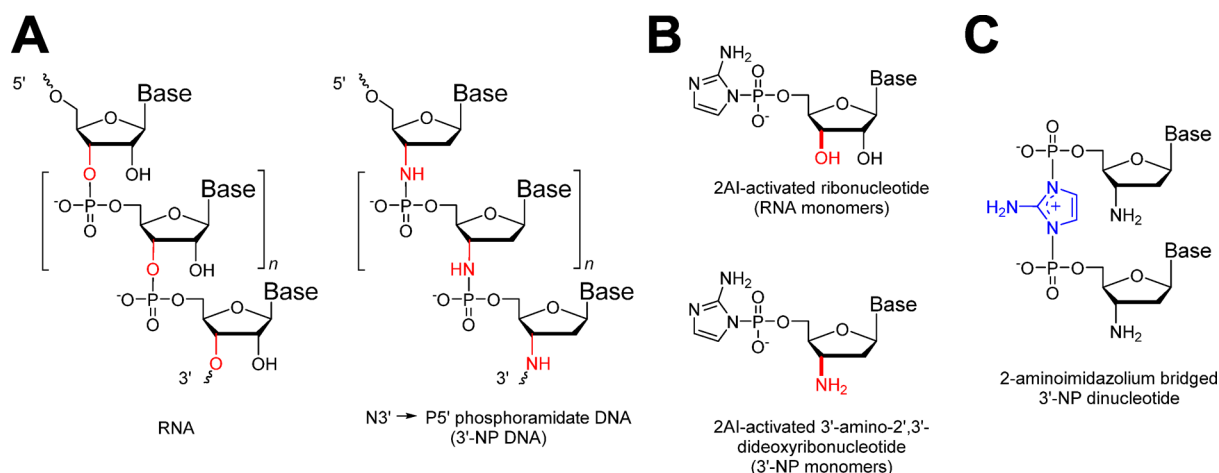 A
5'
O
Base
O
O
OH
-O P O
O
Base
O
O
OH
n
-O P O
O
Base
O
O
OH
3'
RNA
5'
O
Base
O
NH
-O P O
O
Base
O
HN
n
-O P O
O
Base
O
NH
3'
N3' → P5' phosphoramidate DNA
(3'-NP DNA)
B
NH2
N
N P O
O
O-
Base
O
OH OH
2AI-activated ribonucleotide
(RNA monomers)
NH2
N
N P O
O
O-
Base
O
NH2
2AI-activated 3'-amino-2',3'-
dideoxyribonucleotide
(3'-NP monomers)
C
O
-O P O
Base
O
NH2
N
H2N +
N
-O P O
O
Base
O
NH2
2-aminoimidazolium bridged
3'-NP dinucleotide